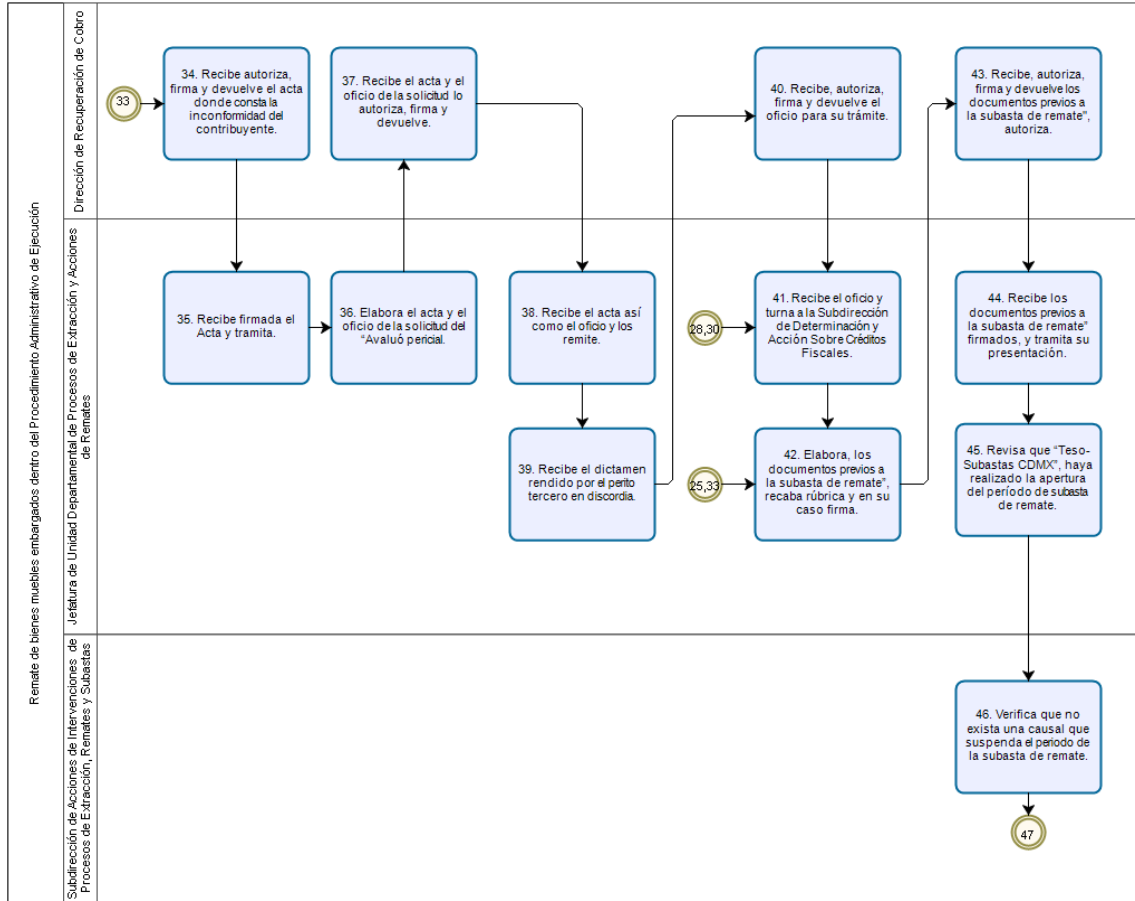 Remate de bienes muebles embargados dentro del Procedimiento Administrativo de Ejecución
Dirección de Recuperación de Cobro
33
34. Recibe autoriza,
firma y devuelve el acta
donde consta la
inconformidad del
contribuyente.
37. Recibe el acta y el
oficio de la solicitud lo
autoriza, firma y
devuelve.
40. Recibe, autoriza,
firma y devuelve el
oficio para su trámite.
43. Recibe, autoriza,
firma y devuelve los
documentos previos a
la subasta de remate",
autoriza.
Jefatura de Unidad Departamental de Procesos de Extracción y Acciones
de Remates
35. Recibe firmada el
Acta y tramita.
36. Elabora el acta y el
oficio de la solicitud del
“Avaluó pericial.
38. Recibe el acta así
como el oficio y los
remite.
28,30
41. Recibe el oficio y
turna a la Subdirección
de Determinación y
Acción Sobre Créditos
Fiscales.
44. Recibe los
documentos previos a
la subasta de remate”
firmados, y tramita su
presentación.
39. Recibe el dictamen
rendido por el perito
tercero en discordia.
25,33
42. Elabora, los
documentos previos a
la subasta de remate”,
recaba rúbrica y en su
caso firma.
45. Revisa que “Teso-
Subastas CDMX”, haya
realizado la apertura
del período de subasta
de remate.
Subdirección de Acciones de Intervenciones de
Procesos de Extracción, Remates y Subastas
46. Verifica que no
exista una causal que
suspenda el periodo de
la subasta de remate.
47